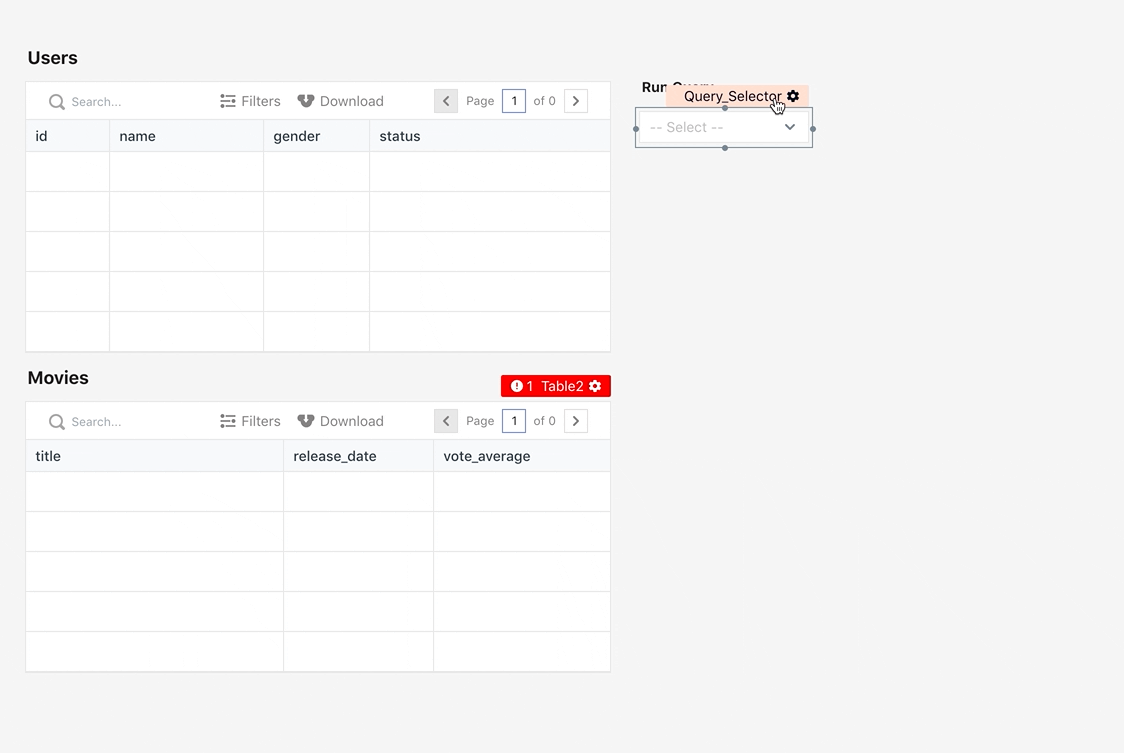 Users
Search...
Filters
Download
Page
1
of 0
id
name
gender
status
Run Query
Query_Selector
-- Select --
Movies
1 Table2
Search...
Filters
Download
Page
1
of 0
title
release_date
vote_average